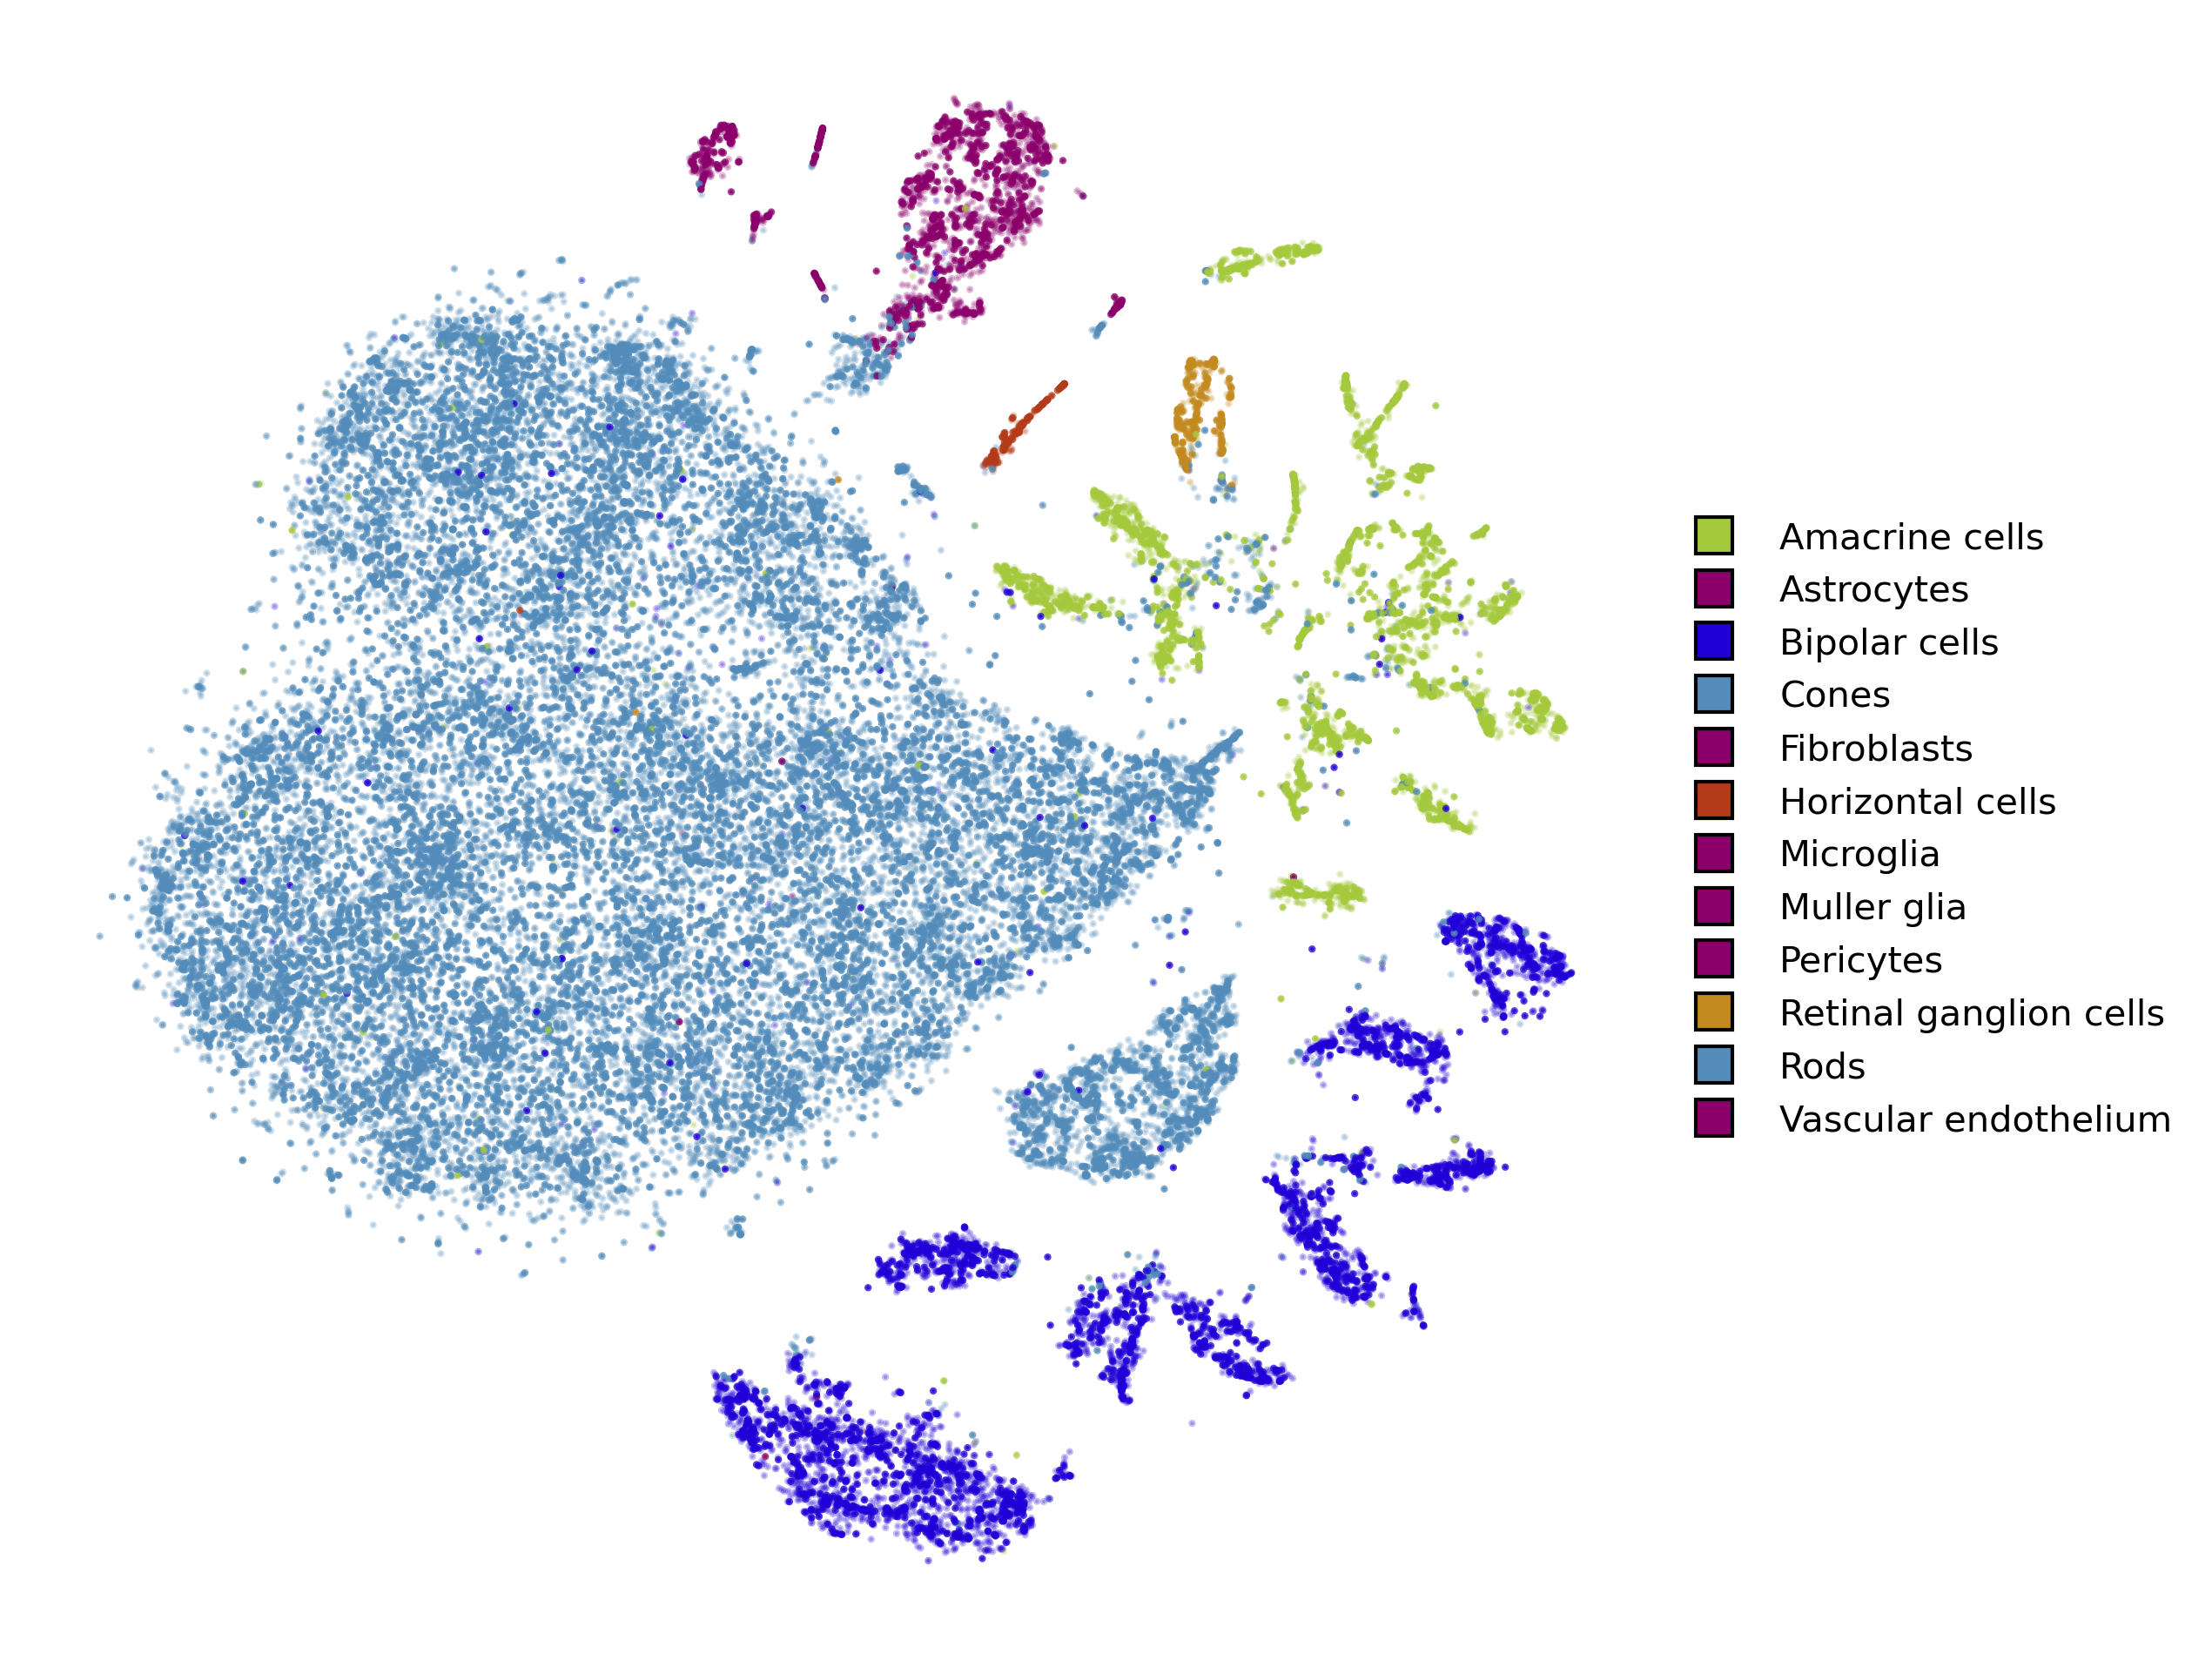 Amacrine cells
Astrocytes
Bipolar cells
Cones
Fibroblasts
Horizontal cells
Microglia
Muller glia
Pericytes
Retinal ganglion cells
Rods
Vascular endothelium